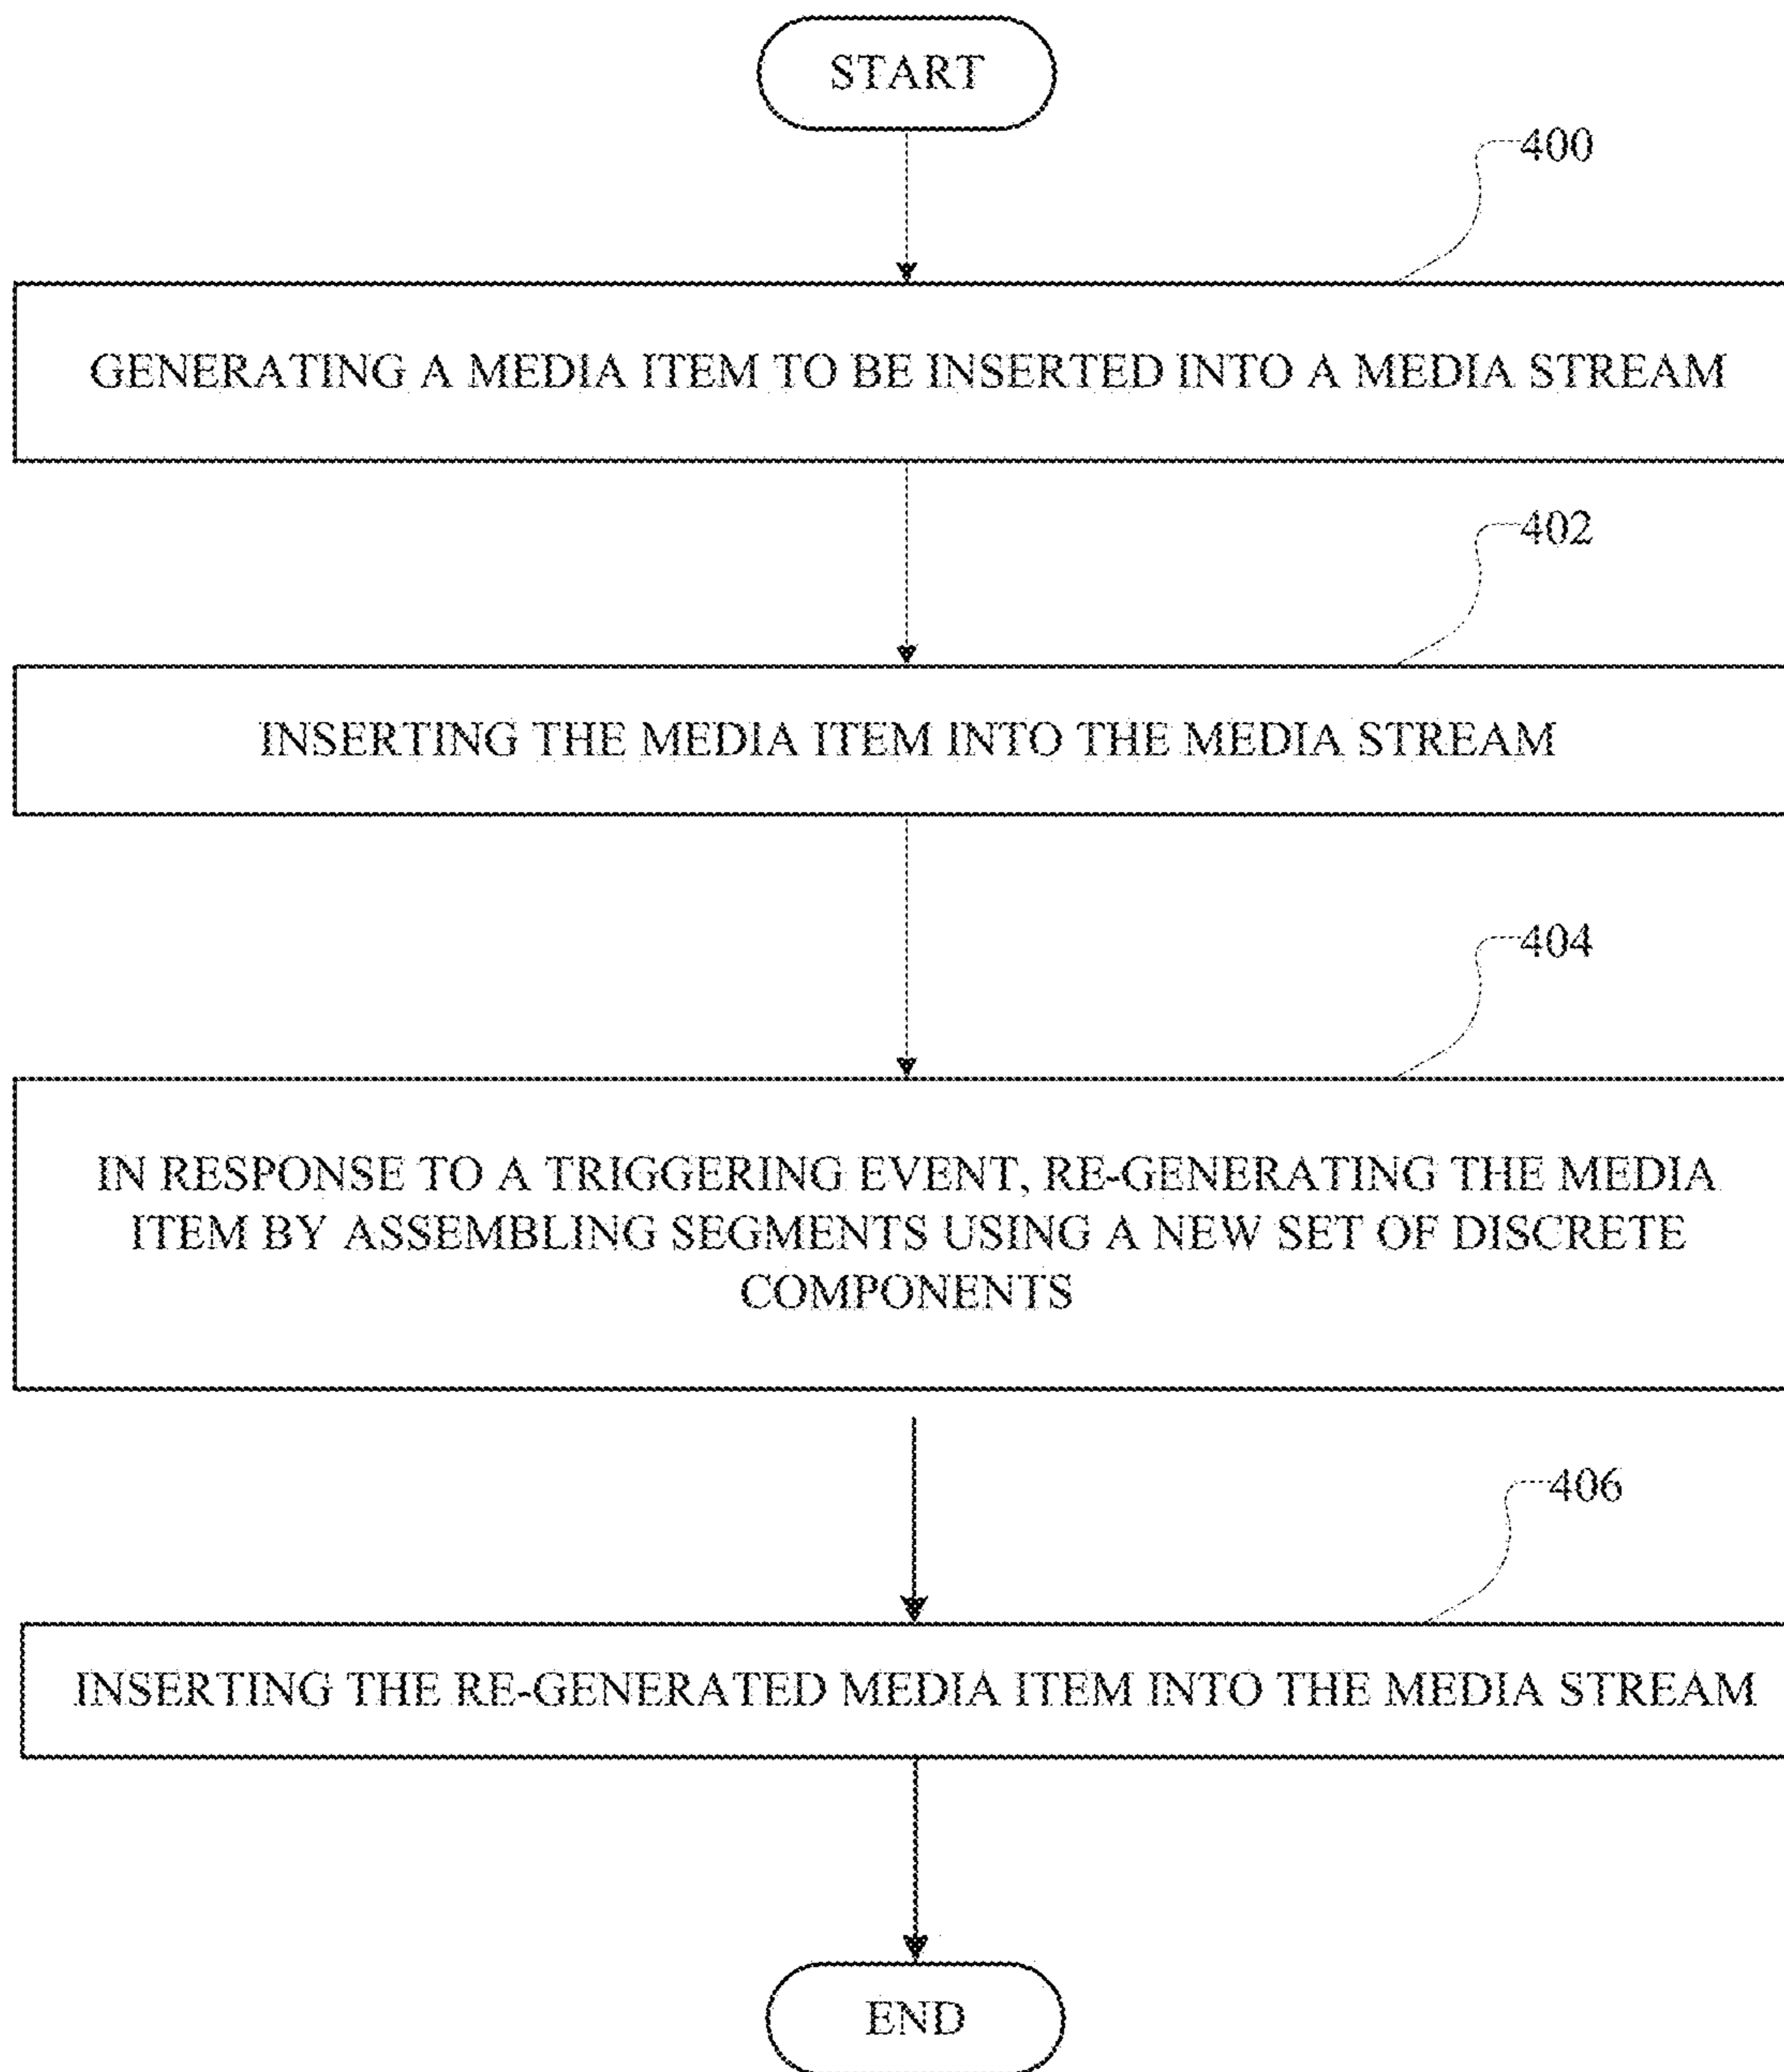 START
400
GENERATING A MEDIA ITEM TO BE INSERTED INTO A MEDIA STREAM
402
INSERTING THE MEDIA ITEM INTO THE MEDIA STREAM
404
IN RESPONSE TO A TRIGGERING EVENT, RE-GENERATING THE MEDIA
ITEM BY ASSEMBLING SEGMENTS USING A NEW SET OF DISCRETE
COMPONENTS
406
INSERTING THE RE-GENERATED MEDIA ITEM INTO THE MEDIA STREAM
END